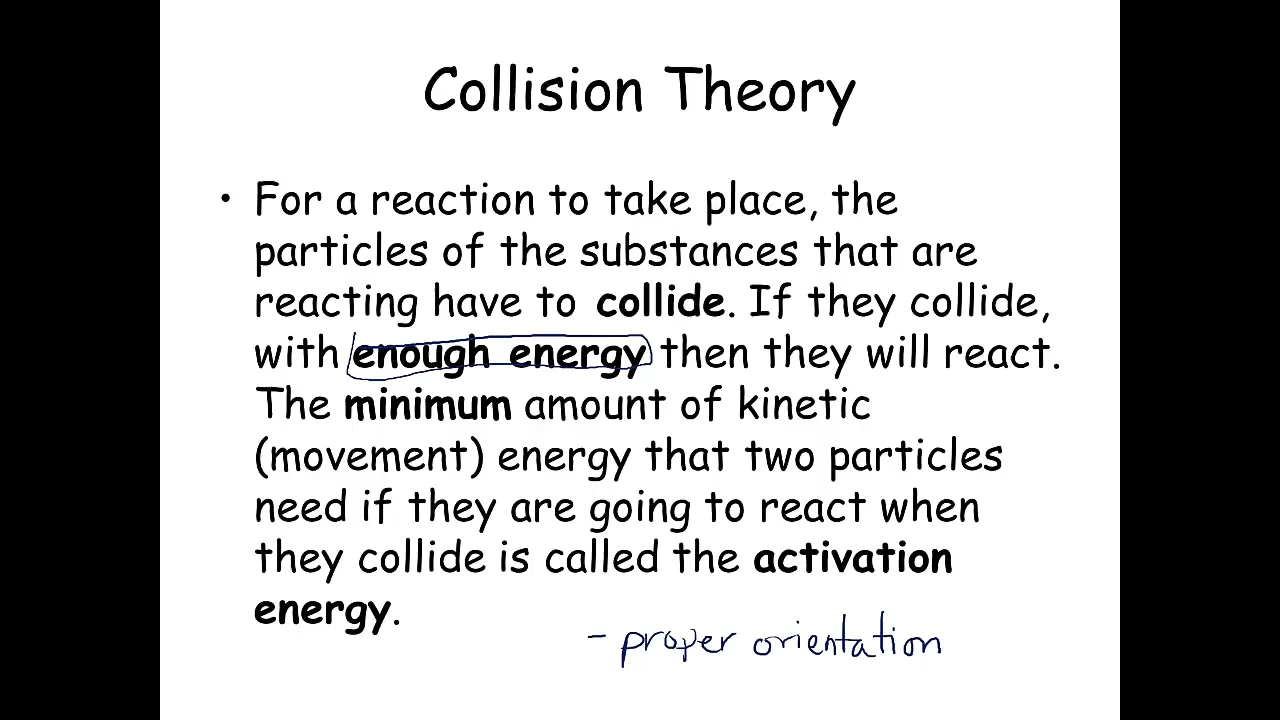 Collision Theory
• For a reaction to take place, the
particles of the substances that are
reacting have to collide. If they collide,
with enough energy then they will react.
The minimum amount of kinetic
(movement) energy that two particles
need if they are going to react when
they collide is called the activation
energy.
- proper orientation